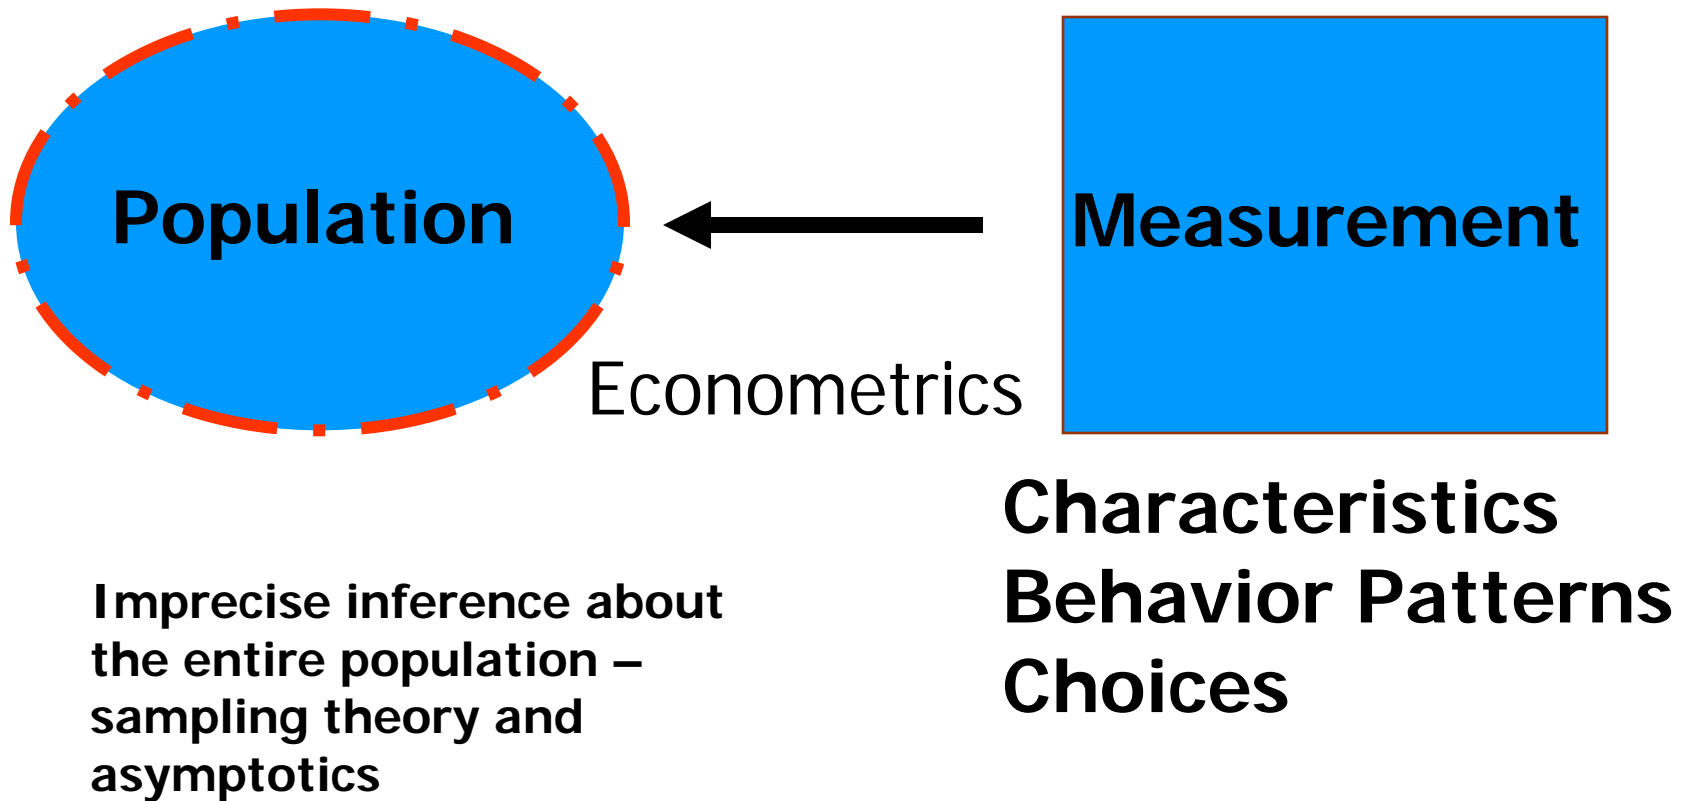 Population
Measurement
Econometrics
Characteristics
Behavior Patterns
Choices
Imprecise inference about
the entire population –
sampling theory and
asymptotics